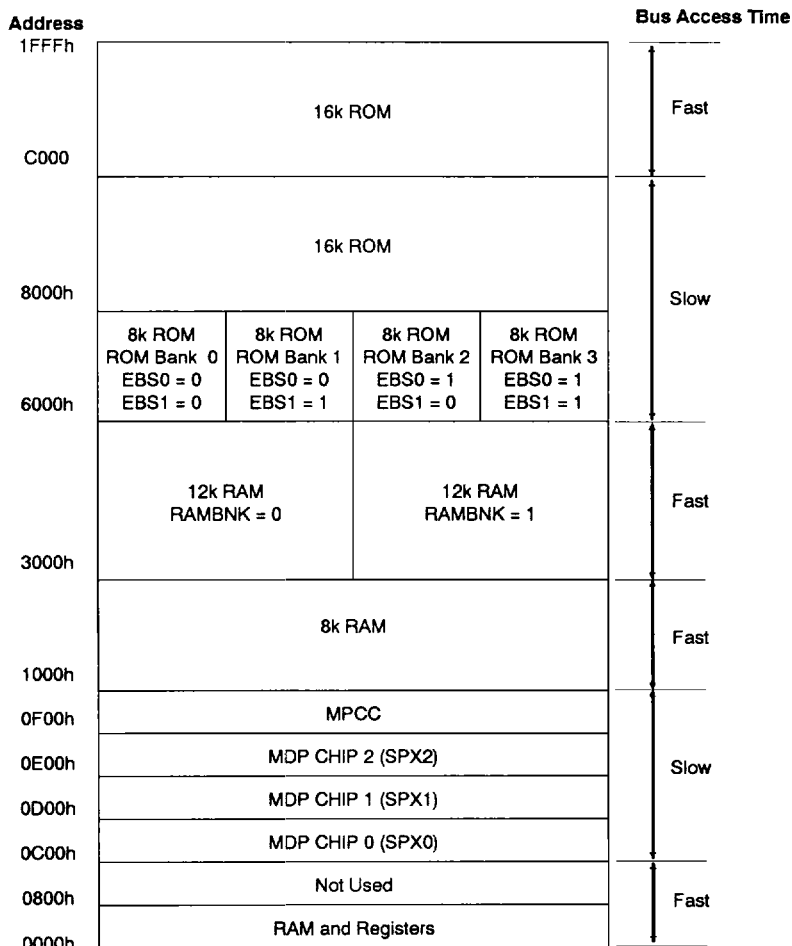 Address
Bus Access Time
1FFFh
16k ROM
Fast
C000
16k ROM
Slow
8000h
8k ROM
ROM Bank 0
EBS0 = 0
EBS1 = 0
8k ROM
ROM Bank 1
EBS0 = 0
EBS1 = 1
8k ROM
ROM Bank 2
EBS0 = 1
EBS1 = 0
8k ROM
ROM Bank 3
EBS0 = 1
EBS1 = 1
6000h
12k RAM
RAMBNK = 0
12k RAM
RAMBNK = 1
Fast
3000h
8k RAM
Fast
1000h
MPCC
0F00h
MDP CHIP 2 (SPX2)
0E00h
Slow
MDP CHIP 1 (SPX1)
0D00h
MDP CHIP 0 (SPX0)
0C00h
Not Used
0800h
Fast
RAM and Registers
0000h